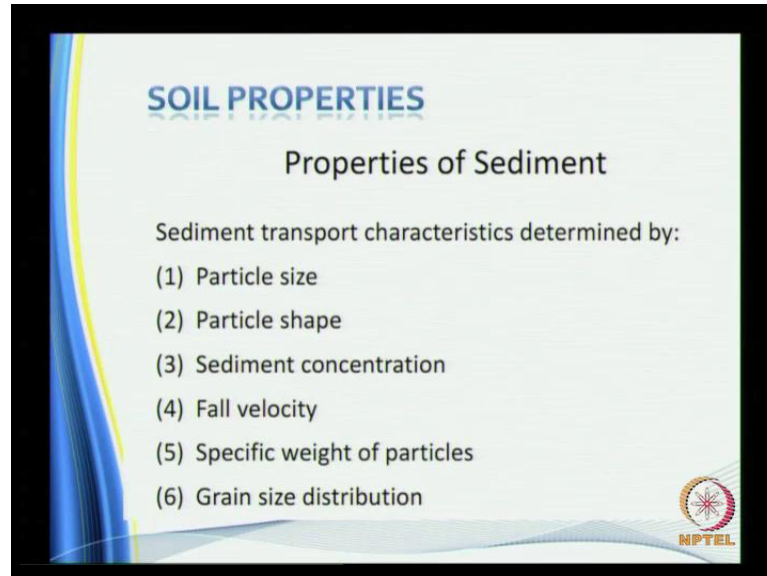 SOIL PROPERTIES
Properties of Sediment
Sediment transport characteristics determined by:
(1) Particle size
(2) Particle shape
(3) Sediment concentration
(4) Fall velocity
(5) Specific weight of particles
(6) Grain size distribution
NPTEL